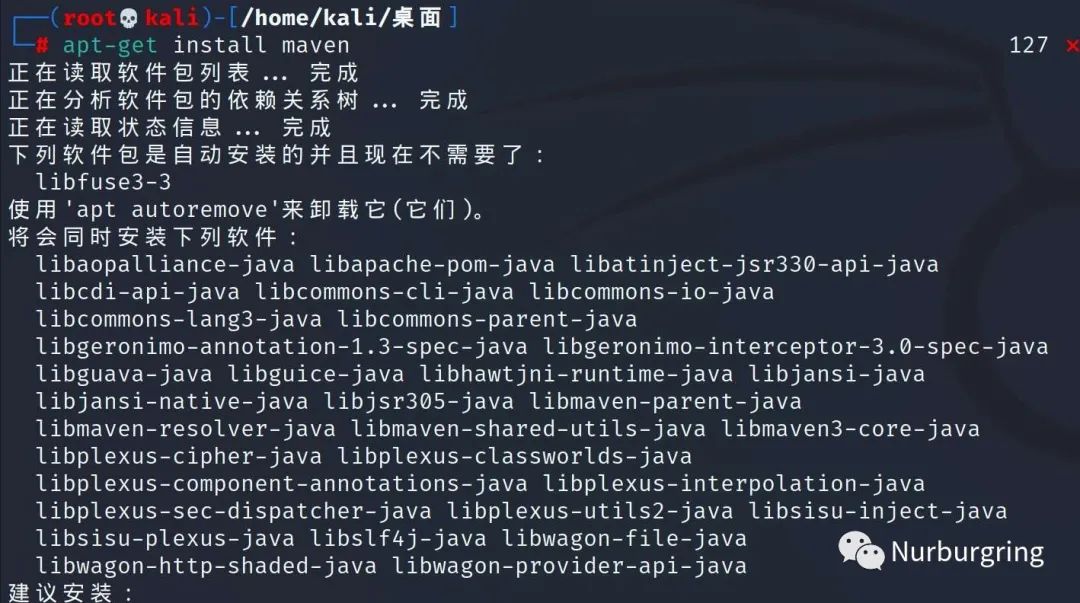 (root💀kali)-[/home/kali/桌面]
# apt-get install maven 127 ✗
正在读取软件包列表... 完成
正在分析软件包的依赖关系树... 完成
正在读取状态信息... 完成
下列软件包是自动安装的并且现在不需要了：
libfuse3-3
使用'apt autoremove'来卸载它(它们)。
将会同时安装下列软件：
libaopalliance-java libapache-pom-java libatinject-jsr330-api-java
libcdi-api-java libcommons-cli-java libcommons-io-java
libcommons-lang3-java libcommons-parent-java
libgeronimo-annotation-1.3-spec-java libgeronimo-interceptor-3.0-spec-java
libguava-java libguice-java libhawtjni-runtime-java libjansi-java
libjansi-native-java libjsr305-java libmaven-parent-java
libmaven-resolver-java libmaven-shared-utils-java libmaven3-core-java
libplexus-cipher-java libplexus-classworlds-java
libplexus-component-annotations-java libplexus-interpolation-java
libplexus-sec-dispatcher-java libplexus-utils2-java libsisu-inject-java
libsisu-plexus-java libslf4j-java libwagon-file-java
libwagon-http-shaded-java libwagon-provider-api-java
建议安装：
Nurburgring